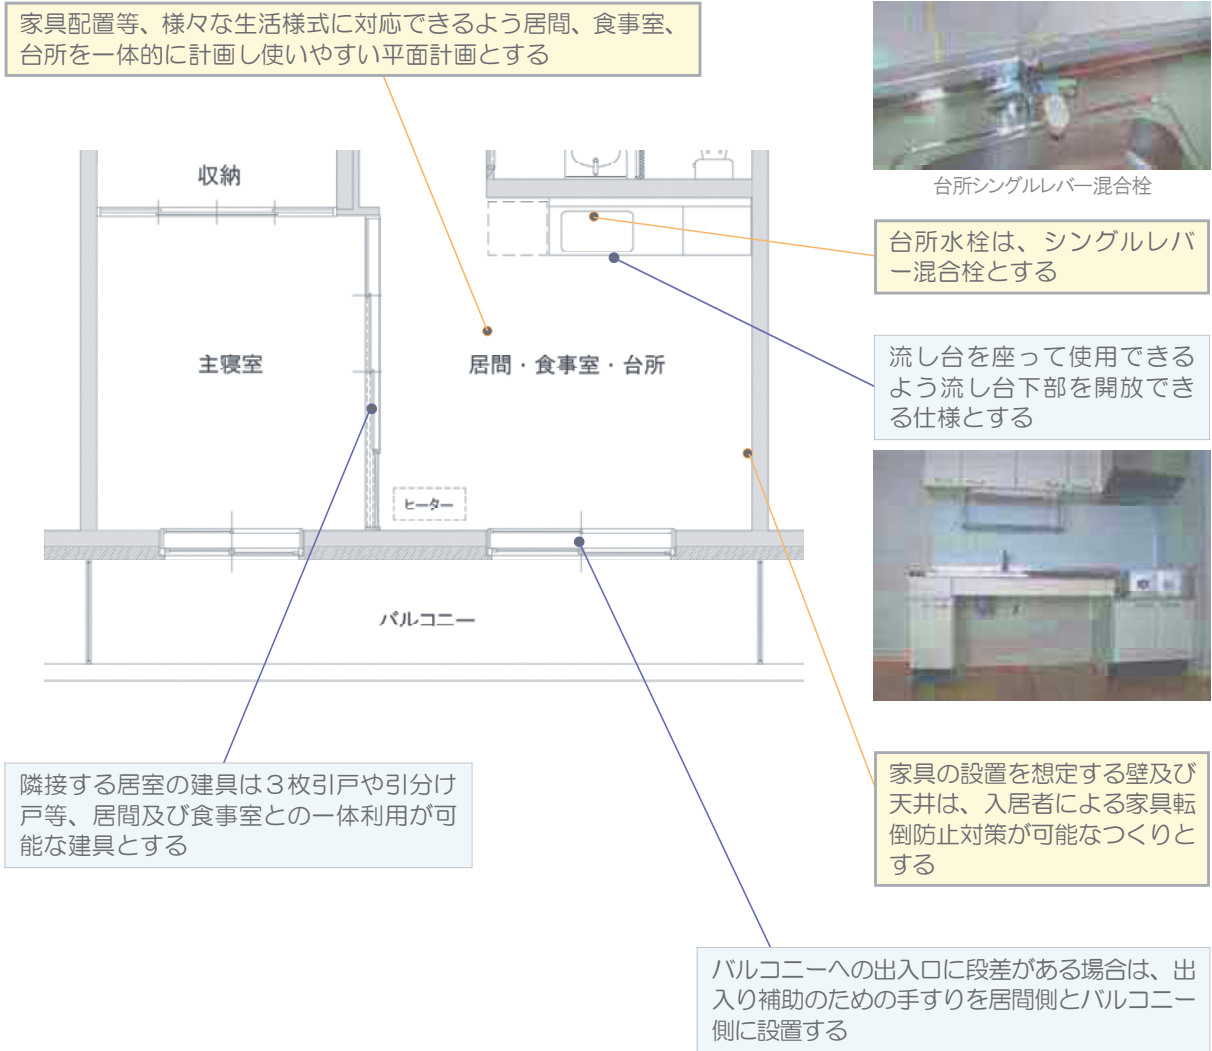 家具配置等、様々な生活様式に対応できるよう居間、食事室、
台所を一体的に計画し使いやすい平面計画とする
台所シングルレバー混合栓
収納
台所水栓は、シングルレバ
ー混合栓とする
主寝室
居間・食事室・台所
流し台を座って使用できる
よう流し台下部を開放でき
る仕様とする
ヒーター
バルコニー
隣接する居室の建具は３枚引戸や引分け
戸等、居間及び食事室との一体利用が可
能な建具とする
家具の設置を想定する壁及び
天井は、入居者による家具転
倒防止対策が可能なつくりと
する
バルコニーへの出入口に段差がある場合は、出
入り補助のための手すりを居間側とバルコニー
側に設置する